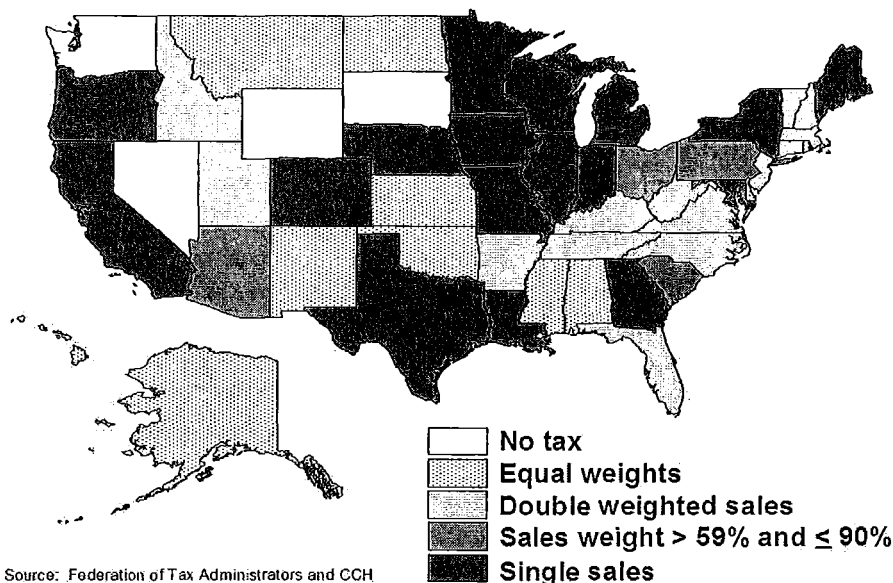 No tax
Equal weights
Double weighted sales
Sales weight > 59% and ≤ 90%
Single sales
Source: Federation of Tax Administrators and CCH